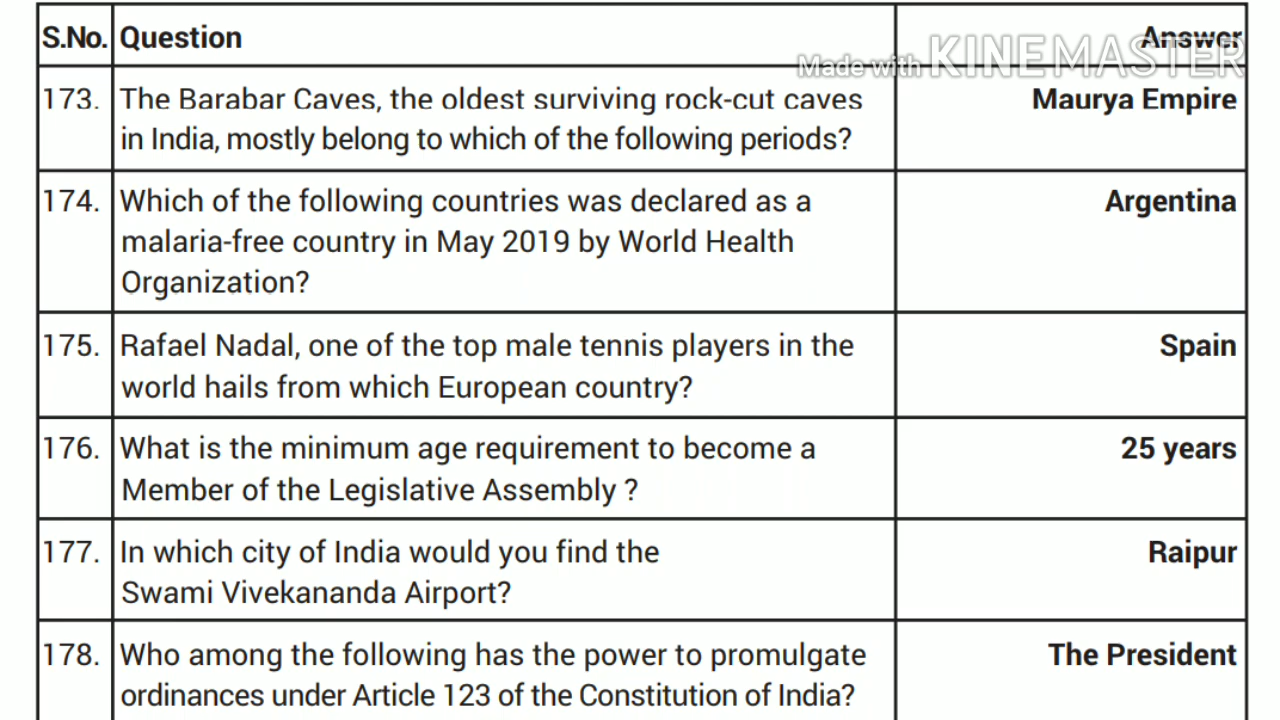 S.No. Question Answer
Made with KINEMASTER
173. The Barabar Caves, the oldest surviving rock-cut caves Maurya Empire
in India, mostly belong to which of the following periods?
174. Which of the following countries was declared as a Argentina
malaria-free country in May 2019 by World Health
Organization?
175. Rafael Nadal, one of the top male tennis players in the Spain
world hails from which European country?
176. What is the minimum age requirement to become a 25 years
Member of the Legislative Assembly ?
177. In which city of India would you find the Raipur
Swami Vivekananda Airport?
178. Who among the following has the power to promulgate The President
ordinances under Article 123 of the Constitution of India?